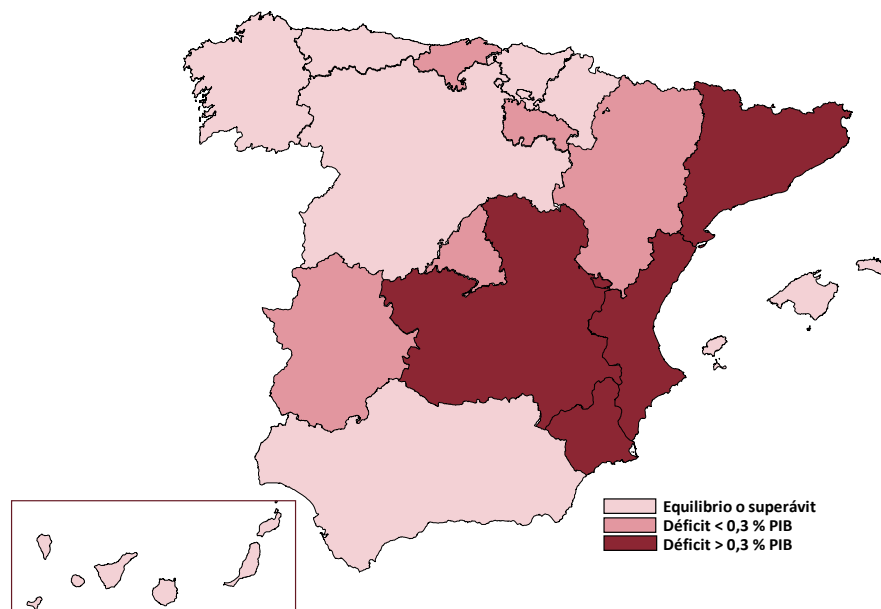 Equilibrio o superávit
Déficit < 0,3 % PIB
Déficit > 0,3 % PIB